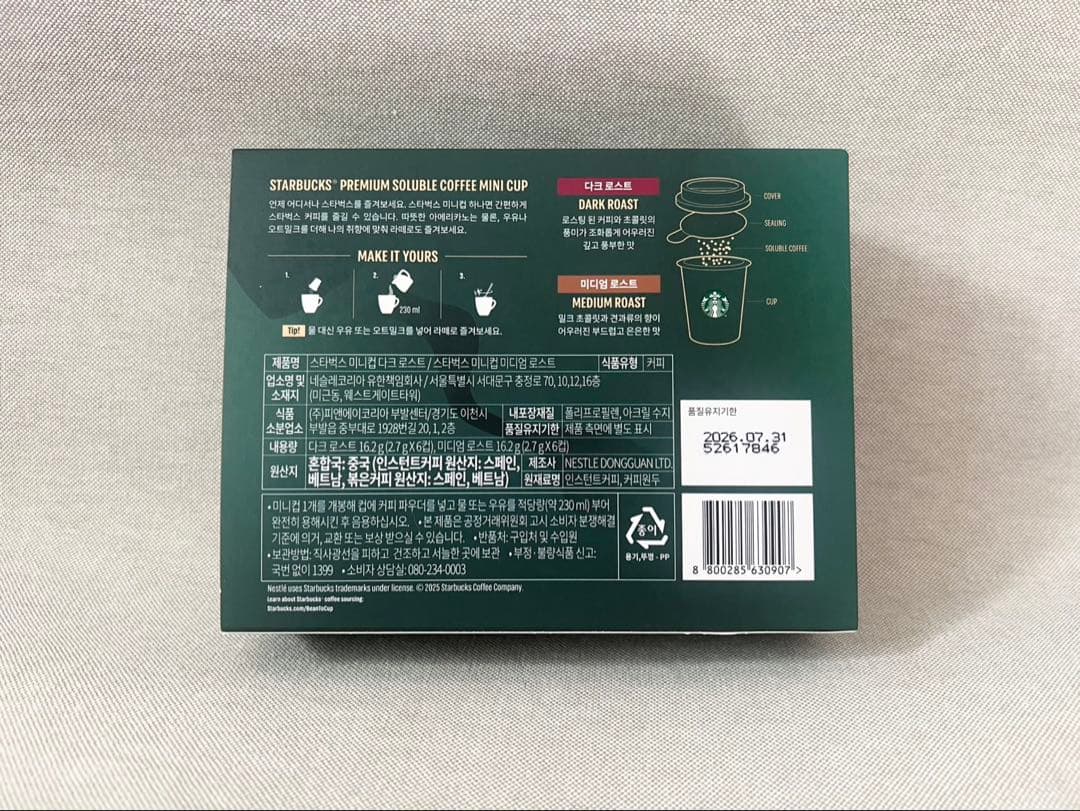 STARBUCKS® PREMIUM SOLUBLE COFFEE MINI CUP
언제 어디서나 스타벅스를 즐겨보세요. 스타벅스 미니컵 하나면 간편하게
스타벅스 커피를 즐길 수 있습니다. 따뜻한 아메리카노는 물론, 우유나
오트밀크를 더해 나의 취향에 맞춰 라떼로도 즐겨보세요.
MAKE IT YOURS
1.
2.
3.
230 ml
Tip! 물 대신 우유 또는 오트밀크를 넣어 라떼로 즐겨보세요.
다크 로스트
DARK ROAST
로스팅 된 커피와 초콜릿의
풍미가 조화롭게 어우러진
깊고 풍부한 맛
미디엄 로스트
MEDIUM ROAST
밀크 초콜릿과 견과류의 향이
어우러진 부드럽고 은은한 맛
COVER
SEALING
SOLUBLE COFFEE
CUP
제품명 스타벅스 미니컵 다크 로스트 / 스타벅스 미니컵 미디엄 로스트 식품유형 커피
업소명 및 소재지 네슬레코리아 유한책임회사 / 서울특별시 서대문구 충정로 70, 10,12,16층
(미근동, 웨스트게이트타워)
식품소분업소 (주)피앤에이코리아 부발센터/경기도 이천시
부발읍 중부대로 1928번길 20, 1, 2층
내포장재질 폴리프로필렌, 아크릴 수지
품질유지기한 제품 측면에 별도 표시
내용량 다크 로스트 16.2 g (2.7 g X 6컵), 미디엄 로스트 16.2 g (2.7 g X 6컵)
원산지 혼합국: 중국 (인스턴트커피 원산지: 스페인,
베트남, 볶은커피 원산지: 스페인, 베트남)
제조사 NESTLE DONGGUAN LTD.
원재료명 인스턴트커피, 커피원두
• 미니컵 1개를 개봉해 컵에 커피 파우더를 넣고 물 또는 우유를 적당량(약 230 ml) 부어
완전히 용해시킨 후 음용하십시오. • 본 제품은 공정거래위원회 고시 소비자 분쟁해결
기준에 의거, 교환 또는 보상 받으실 수 있습니다. • 반품처: 구입처 및 수입원
• 보관방법: 직사광선을 피하고 건조하고 서늘한 곳에 보관 • 부정·불량식품 신고:
국번 없이 1399 • 소비자 상담실: 080-234-0003
종이
용기,뚜껑 · PP
품질유지기한
2026.07.31
52617846
8 800285 630907 >
Nestlé uses Starbucks trademarks under license. © 2025 Starbucks Coffee Company.
Learn about Starbucks® coffee sourcing:
Starbucks.com/BeanToCup